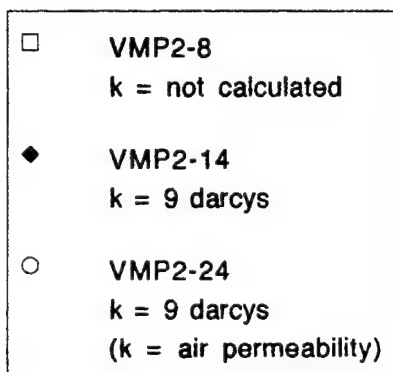 VMP2-8
k = not calculated
VMP2-14
k = 9 darcys
VMP2-24
k = 9 darcys
(k = air permeability)